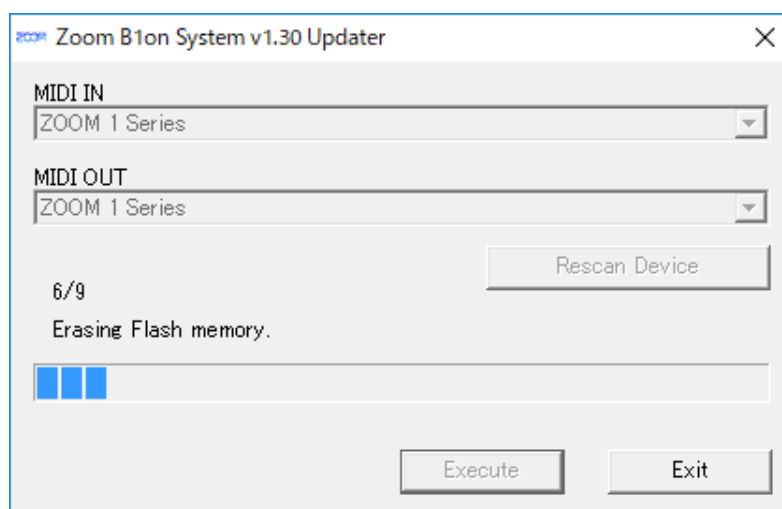 ZOOM Zoom B1on System v1.30 Updater
MIDI IN
ZOOM 1 Series
MIDI OUT
ZOOM 1 Series
Rescan Device
6/9
Erasing Flash memory.
Execute
Exit